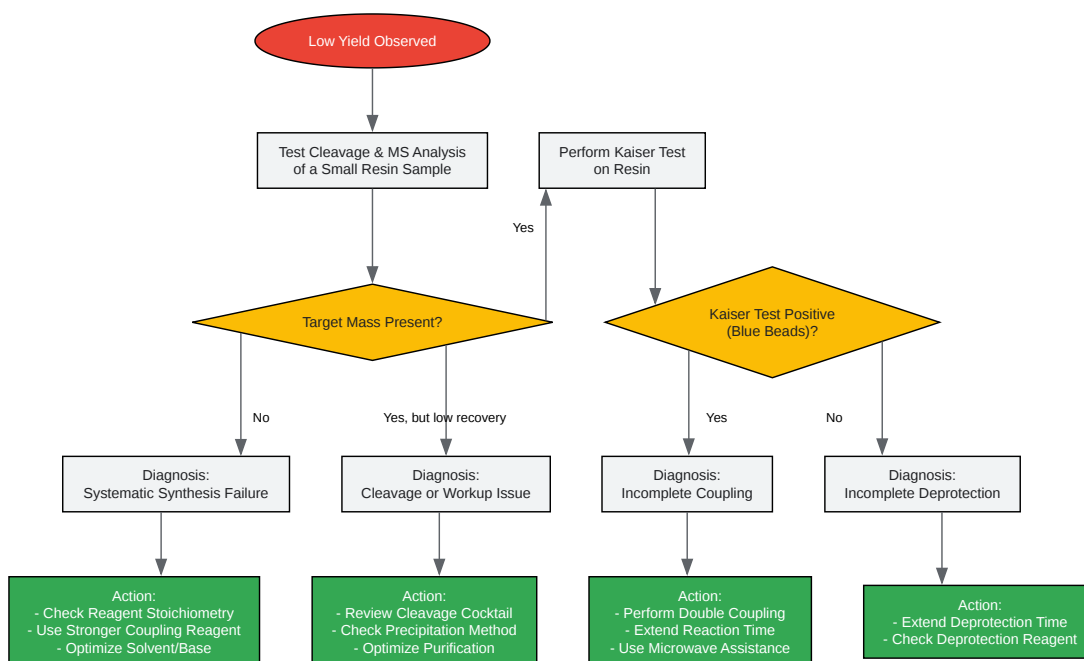 Low Yield Observed
Test Cleavage & MS Analysis
of a Small Resin Sample
Perform Kaiser Test
on Resin
Yes
Target Mass Present?
Kaiser Test Positive
(Blue Beads)?
No
Yes, but low recovery
Yes
No
Diagnosis:
Systematic Synthesis Failure
Diagnosis:
Cleavage or Workup Issue
Diagnosis:
Incomplete Coupling
Diagnosis:
Incomplete Deprotection
Action:
- Check Reagent Stoichiometry
- Use Stronger Coupling Reagent
- Optimize Solvent/Base
Action:
- Review Cleavage Cocktail
- Check Precipitation Method
- Optimize Purification
Action:
- Perform Double Coupling
- Extend Reaction Time
- Use Microwave Assistance
Action:
- Extend Deprotection Time
- Check Deprotection Reagent